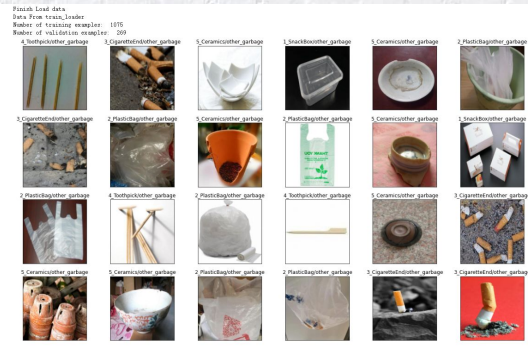 Finish Load data
Data From train_loader
Number of training examples: 1075
Number of validation examples: 269
4_Toothpick/other_garbage 3_CigaretteEnd/other_garbage 5_Ceramics/other_garbage 1_SnackBox/other_garbage 5_Ceramics/other_garbage 2_PlasticBag/other_garbage
3_CigaretteEnd/other_garbage 2_PlasticBag/other_garbage 5_Ceramics/other_garbage 2_PlasticBag/other_garbage 5_Ceramics/other_garbage 1_SnackBox/other_garbage
2_PlasticBag/other_garbage 4_Toothpick/other_garbage 2_PlasticBag/other_garbage 4_Toothpick/other_garbage 5_Ceramics/other_garbage 3_CigaretteEnd/other_garbag
5_Ceramics/other_garbage 5_Ceramics/other_garbage 2_PlasticBag/other_garbage 2_PlasticBag/other_garbage 3_CigaretteEnd/other_garbage 3_CigaretteEnd/other_garbag